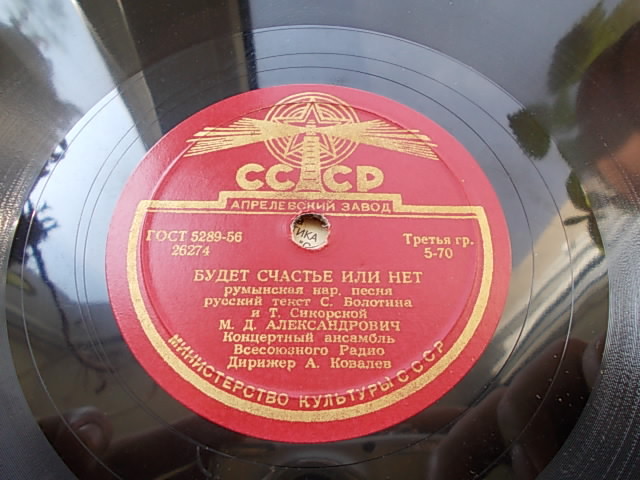 СССР
АПРЕЛЕВСКИЙ ЗАВОД
ГОСТ 5289-56
26274
Третья гр.
5-70
БУДЕТ СЧАСТЬЕ ИЛИ НЕТ
румынская нар. песня
русский текст С. Болотина
и Т. Сикорской
М. Д. АЛЕКСАНДРОВИЧ
Концертный ансамбль
Всесоюзного Радио
Дирижер А. Ковалев
МИНИСТЕРСТВО КУЛЬТУРЫ СССР